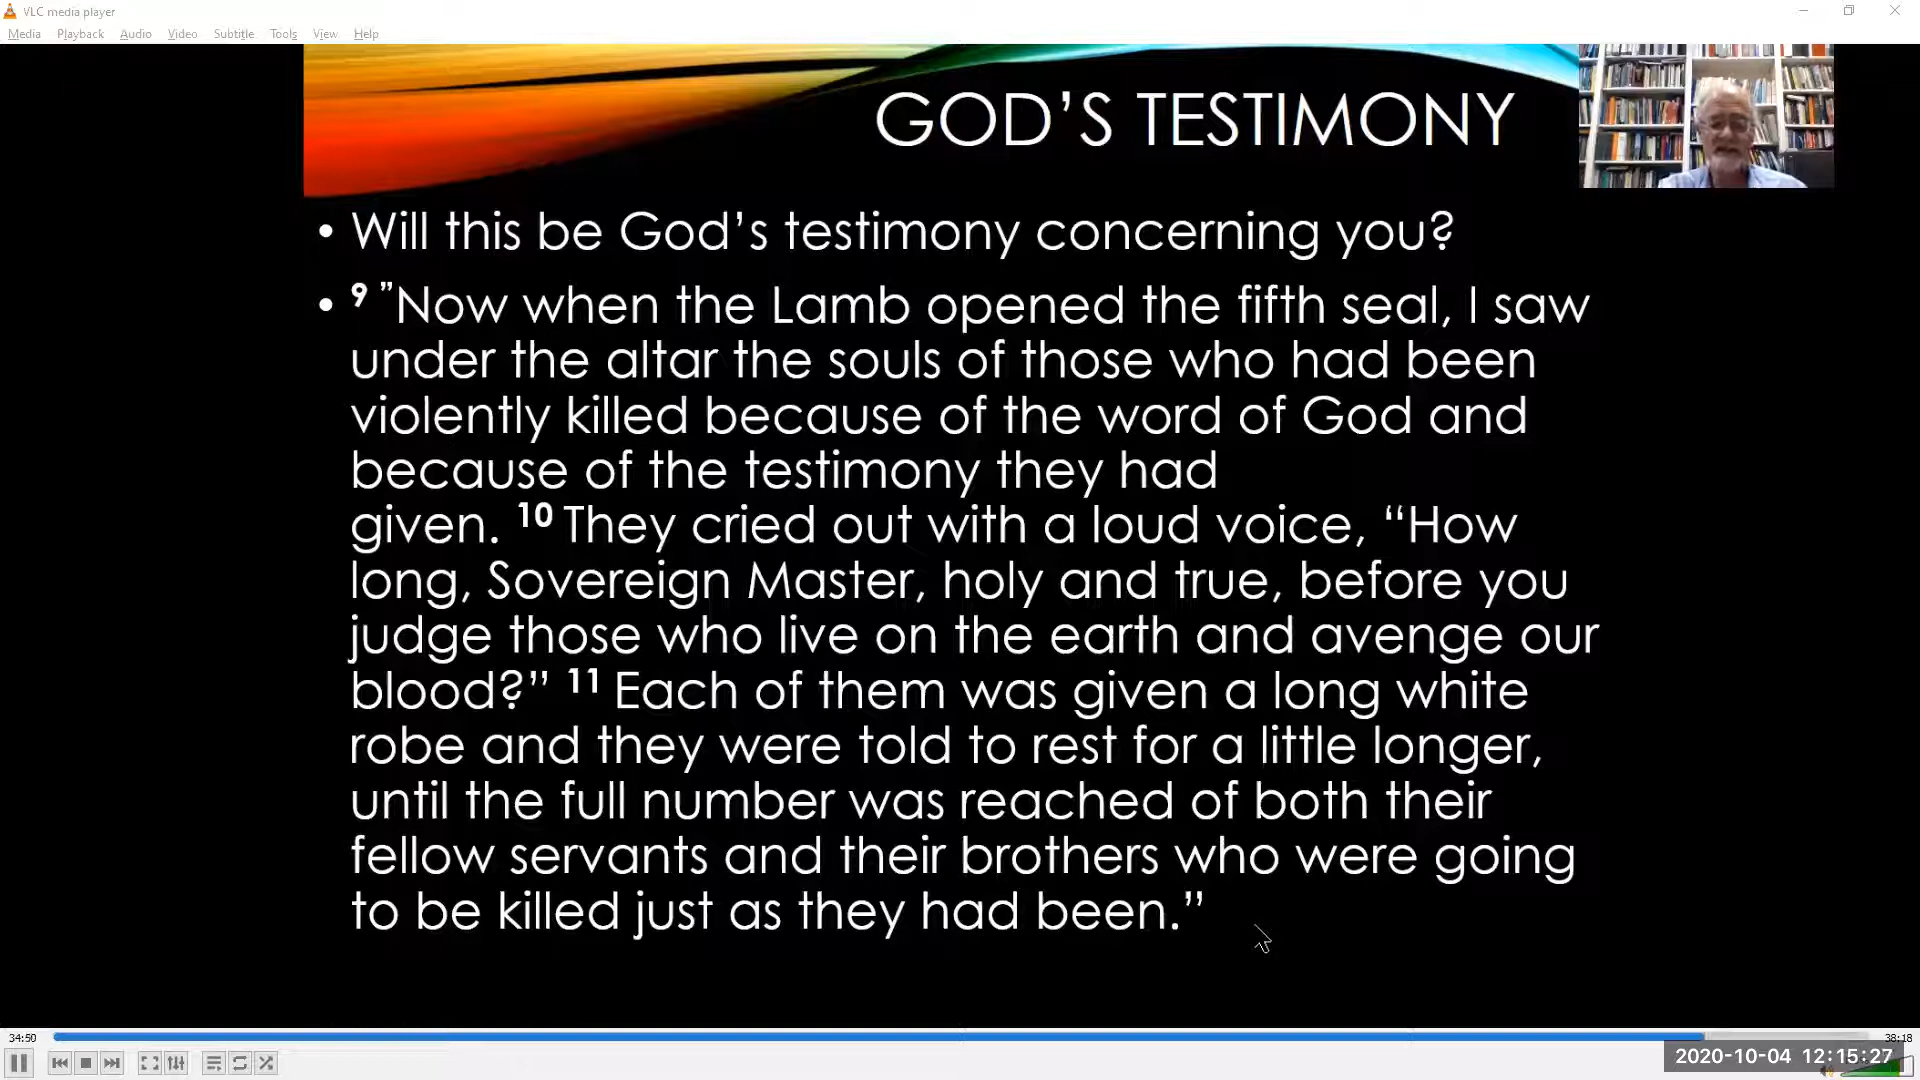 VLC media player
Media Playback Audio Video Subtitle Tools View Help
GOD’S TESTIMONY
• Will this be God’s testimony concerning you?
• 9 ”Now when the Lamb opened the fifth seal, I saw
under the altar the souls of those who had been
violently killed because of the word of God and
because of the testimony they had
given. 10 They cried out with a loud voice, “How
long, Sovereign Master, holy and true, before you
judge those who live on the earth and avenge our
blood?” 11 Each of them was given a long white
robe and they were told to rest for a little longer,
until the full number was reached of both their
fellow servants and their brothers who were going
to be killed just as they had been.”
34:50
38:18
2020-10-04 12:15:27